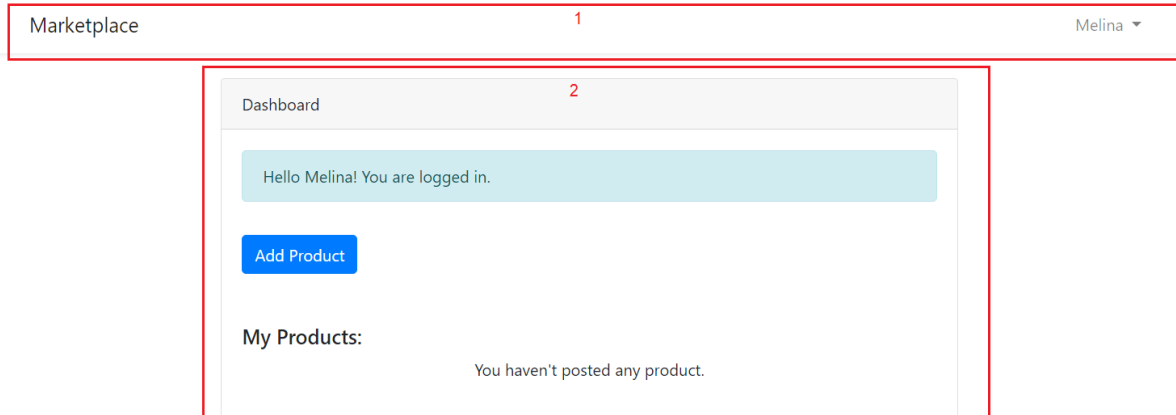 Marketplace 1 Melina
2
Dashboard
Hello Melina! You are logged in.
Add Product
My Products:
You haven't posted any product.